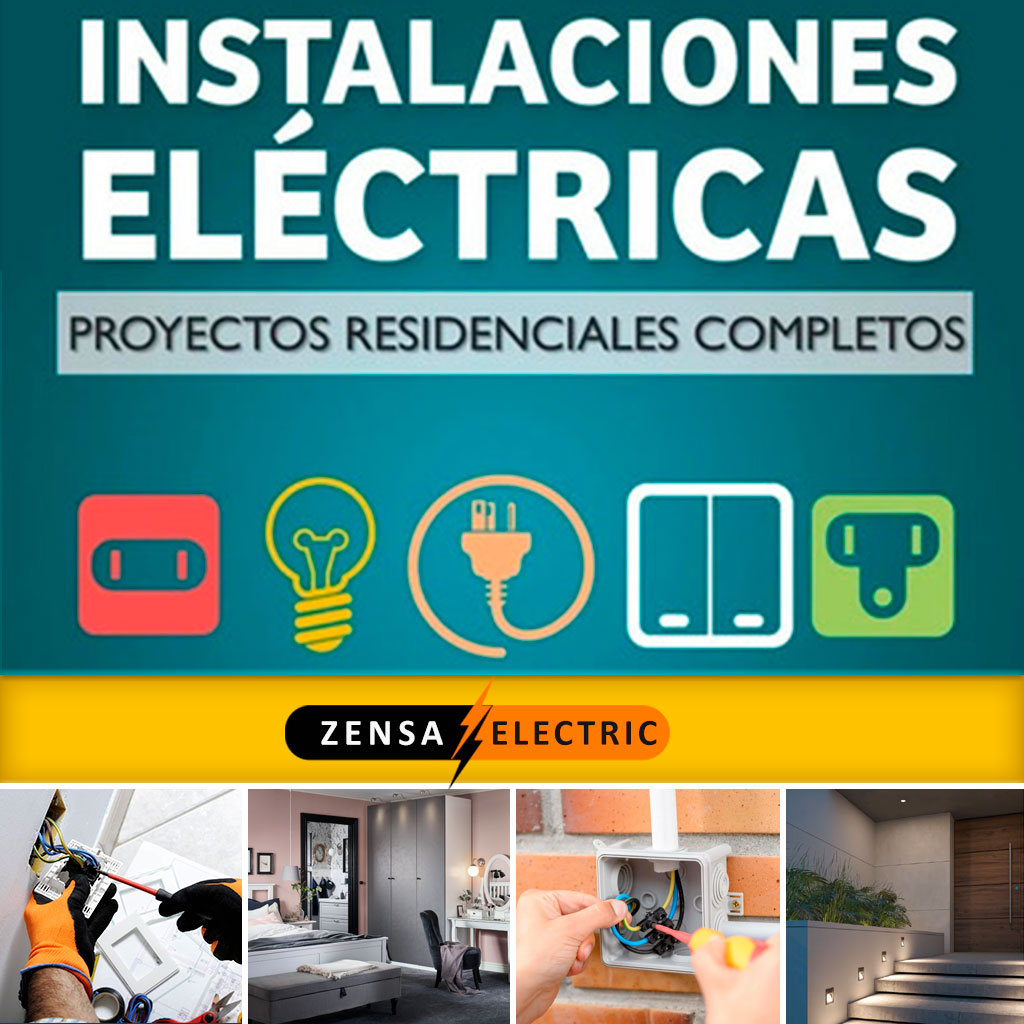 INSTALACIONES
ELÉCTRICAS
PROYECTOS RESIDENCIALES COMPLETOS
ZENSA ELECTRIC